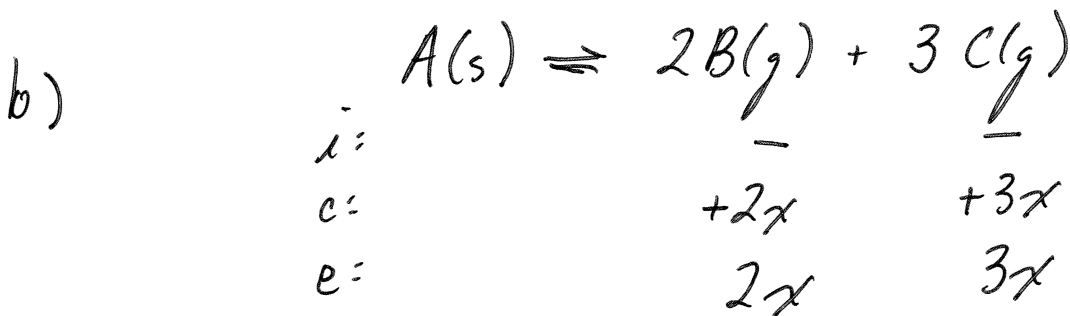 b) A(s) ⇌ 2B(g) + 3 C(g)
i: – –
c: +2x +3x
e: 2x 3x